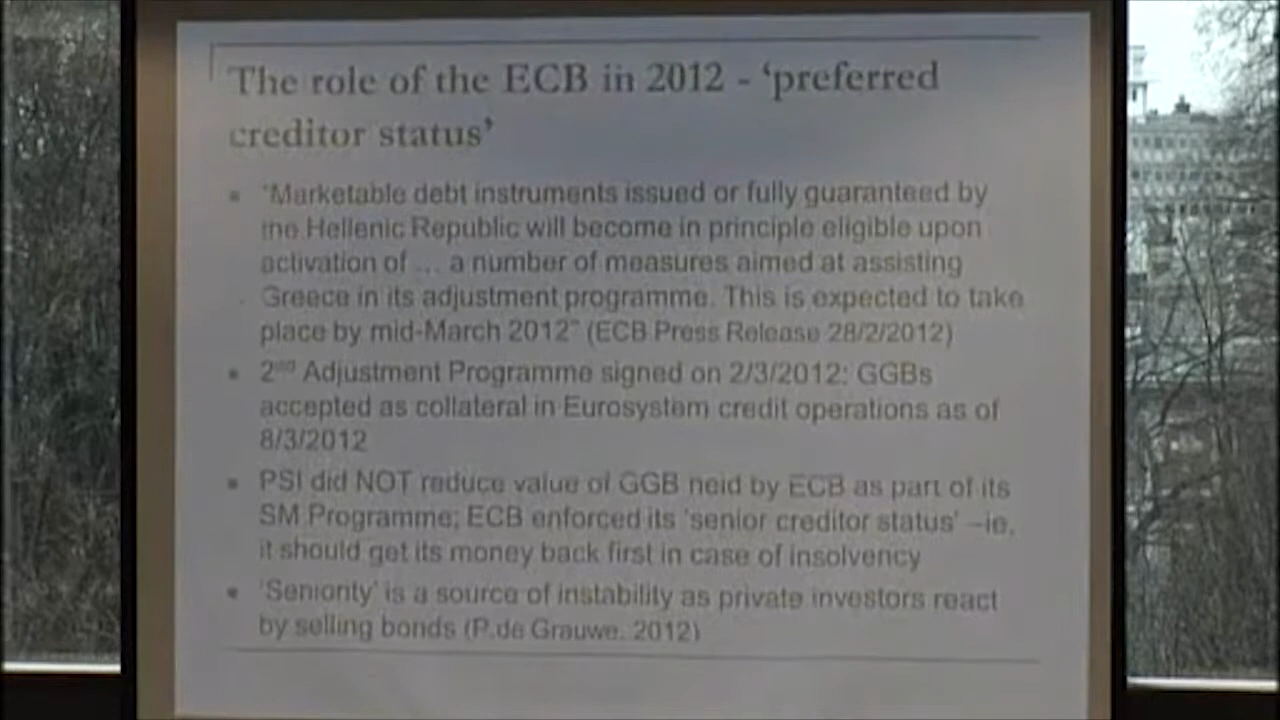 The role of the ECB in 2012 - ‘preferred
creditor status’
▪ “Marketable debt instruments issued or fully guaranteed by
the Hellenic Republic will become in principle eligible upon
activation of ... a number of measures aimed at assisting
Greece in its adjustment programme. This is expected to take
place by mid-March 2012” (ECB Press Release 28/2/2012)
▪ 2nd Adjustment Programme signed on 2/3/2012: GGBs
accepted as collateral in Eurosystem credit operations as of
8/3/2012
▪ PSI did NOT reduce value of GGB held by ECB as part of its
SM Programme; ECB enforced its ‘senior creditor status’ –ie.
it should get its money back first in case of insolvency
▪ ‘Seniority’ is a source of instability as private investors react
by selling bonds (P.de Grauwe. 2012)